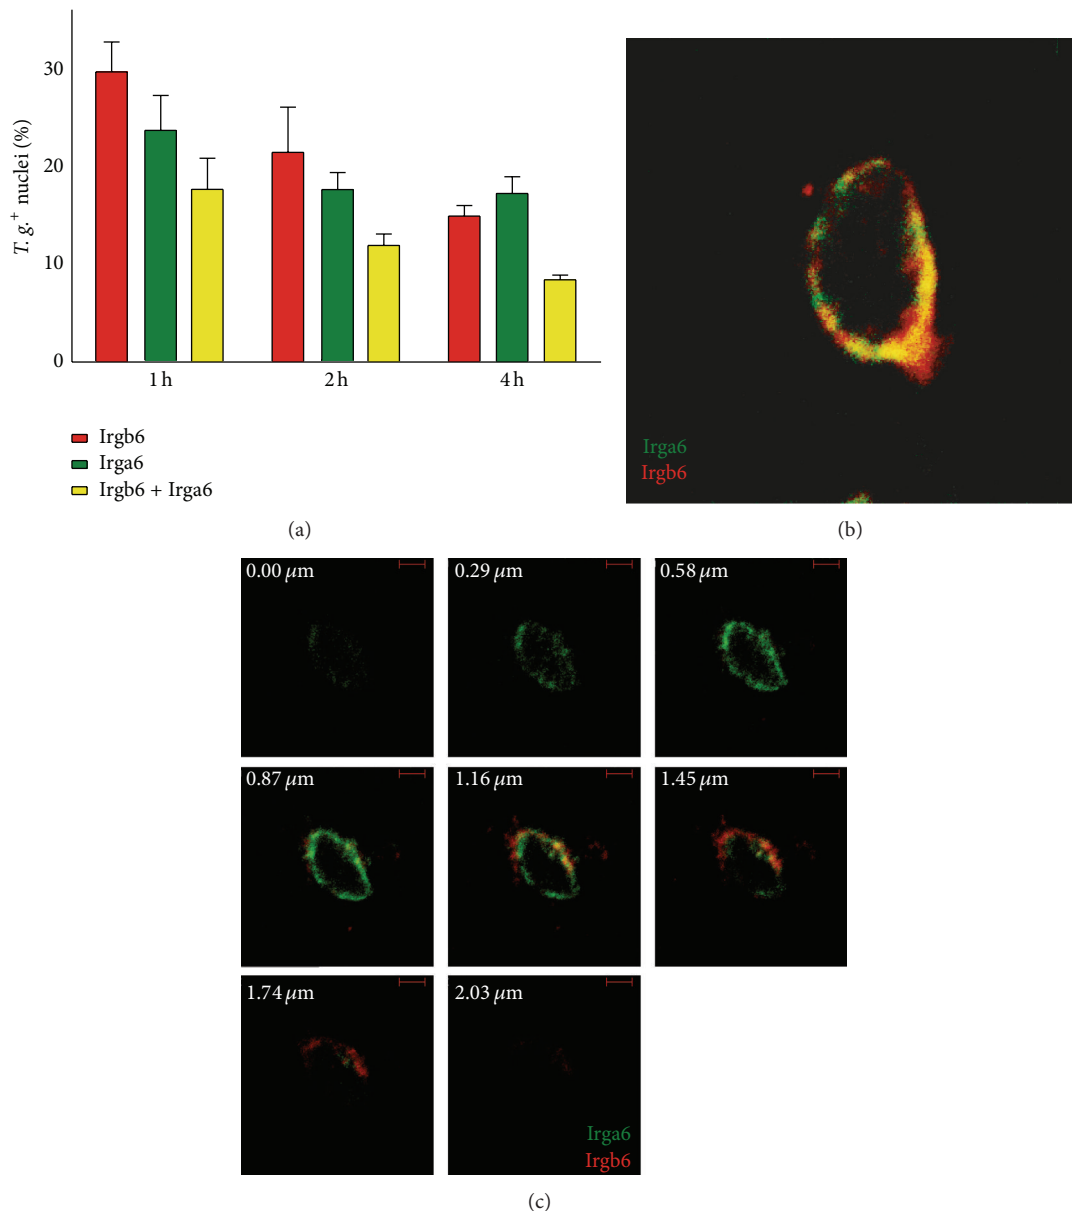 30
20
10
0
T. g.⁺ nuclei (%)
1 h
2 h
4 h
Irgb6
Irga6
Irgb6 + Irga6
(a)
Irga6
Irgb6
(b)
0.00 μm
0.29 μm
0.58 μm
0.87 μm
1.16 μm
1.45 μm
1.74 μm
2.03 μm
Irga6
Irgb6
(c)